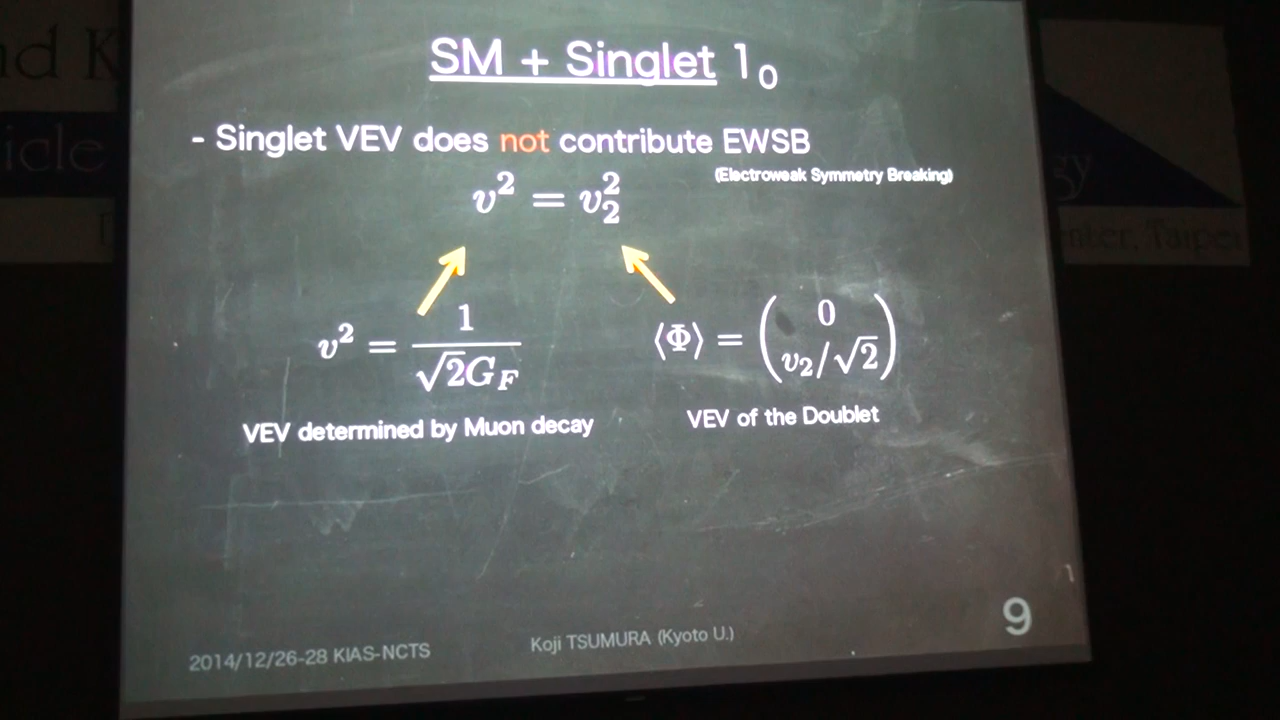 SM + Singlet 1₀
- Singlet VEV does not contribute EWSB
(Electroweak Symmetry Breaking)
v² = v₂²
v² = 1/(√2G_F)
⟨Φ⟩ = (0, v₂/√2)
VEV determined by Muon decay
VEV of the Doublet
9
2014/12/26-28 KIAS-NCTS
Koji TSUMURA (Kyoto U.)